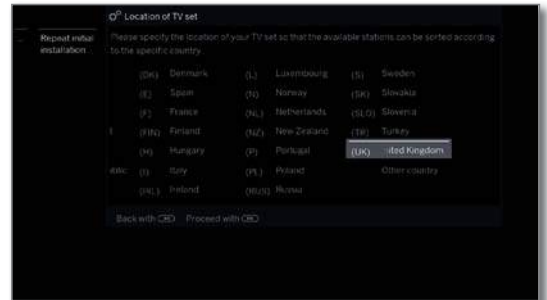 Location of TV set
Repeat initial installation
Please specify the location of your TV set so that the available stations can be sorted according
to the specific country.
(DK) Denmark (L) Luxembourg (S) Sweden
(E) Spain (N) Norway (SK) Slovakia
(F) France (NL) Netherlands (SLO) Slovenia
(FIN) Finland (NZ) New Zealand (TR) Turkey
(H) Hungary (P) Portugal (UK) ited Kingdom
(I) Italy (PL) Poland Other country
(IRL) Ireland (RUS) Russia
Back with Proceed with